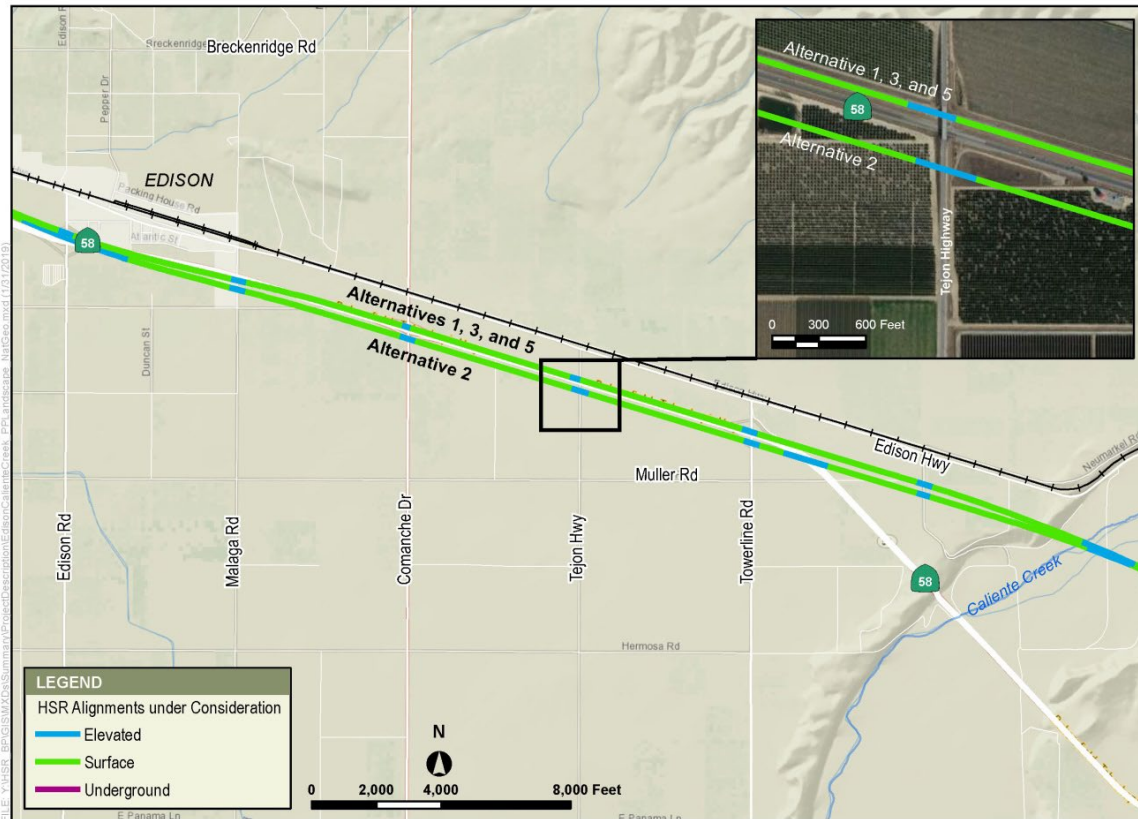 Edison R
Breckenridge Rd
Breckenridge Rd
Pepper Dr
EDISON
Packing House Rd
Atlantic St
58
Duncan St
Alternatives 1, 3, and 5
Alternative 2
Edison Hwy
Neumarkel Rd
Muller Rd
Edison Rd
Malaga Rd
Comanche Dr
Tejon Hwy
Towerline Rd
58
Caliente Creek
Hermosa Rd
E Panama Ln
E Panama Ln
Alternative 1, 3, and 5
58
Alternative 2
Tejon Highway
0 300 600 Feet
LEGEND
HSR Alignments under Consideration
Elevated
Surface
Underground
N
0 2,000 4,000 8,000 Feet